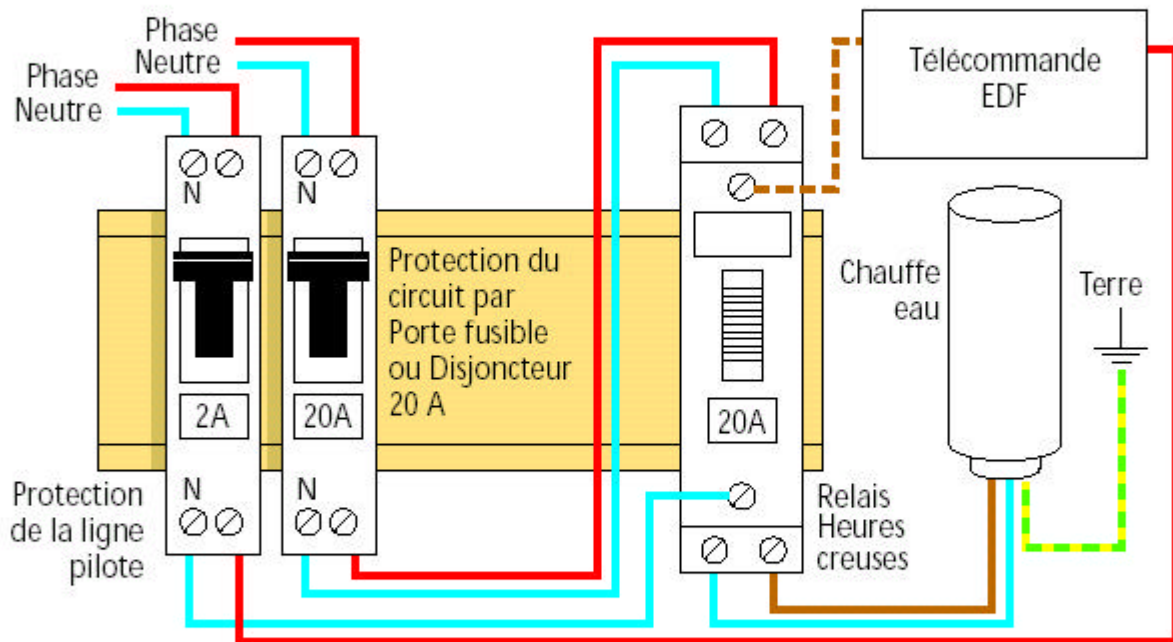 Phase
Neutre
Phase
Neutre
Télécommande
EDF
N
N
Protection du
circuit par
Porte fusible
ou Disjoncteur
20 A
Chauffe
eau
Terre
2A
20A
20A
N
N
Protection
de la ligne
pilote
Relais
Heures
creuses